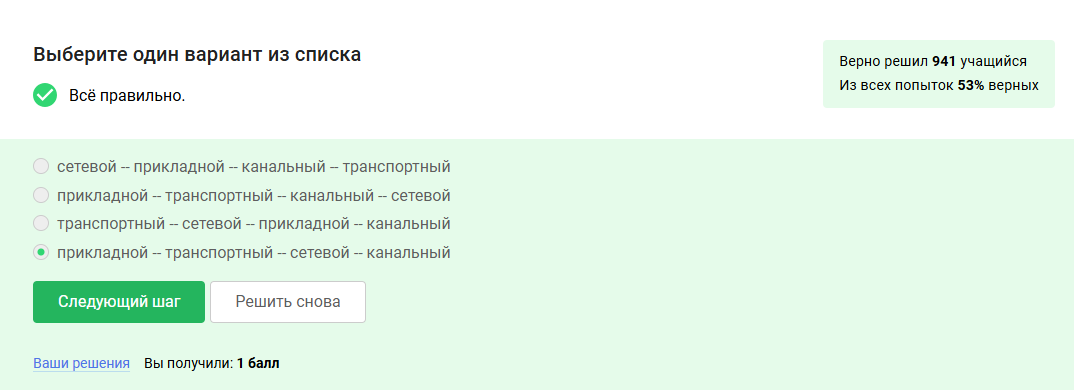 Выберите один вариант из списка
Всё правильно.
Верно решил 941 учащийся
Из всех попыток 53% верных
сетевой -- прикладной -- канальный -- транспортный
прикладной -- транспортный -- канальный -- сетевой
транспортный -- сетевой -- прикладной -- канальный
прикладной -- транспортный -- сетевой -- канальный
Следующий шаг Решить снова
Ваши решения Вы получили: 1 балл